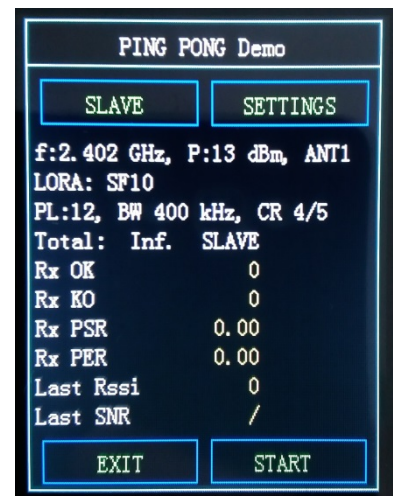 PING PONG Demo
SLAVE SETTINGS
f:2.402 GHz, P:13 dBm, ANT1
LORA: SF10
PL:12, BW 400 kHz, CR 4/5
Total: Inf. SLAVE
Rx OK 0
Rx KO 0
Rx PSR 0.00
Rx PER 0.00
Last Rssi 0
Last SNR /
EXIT START